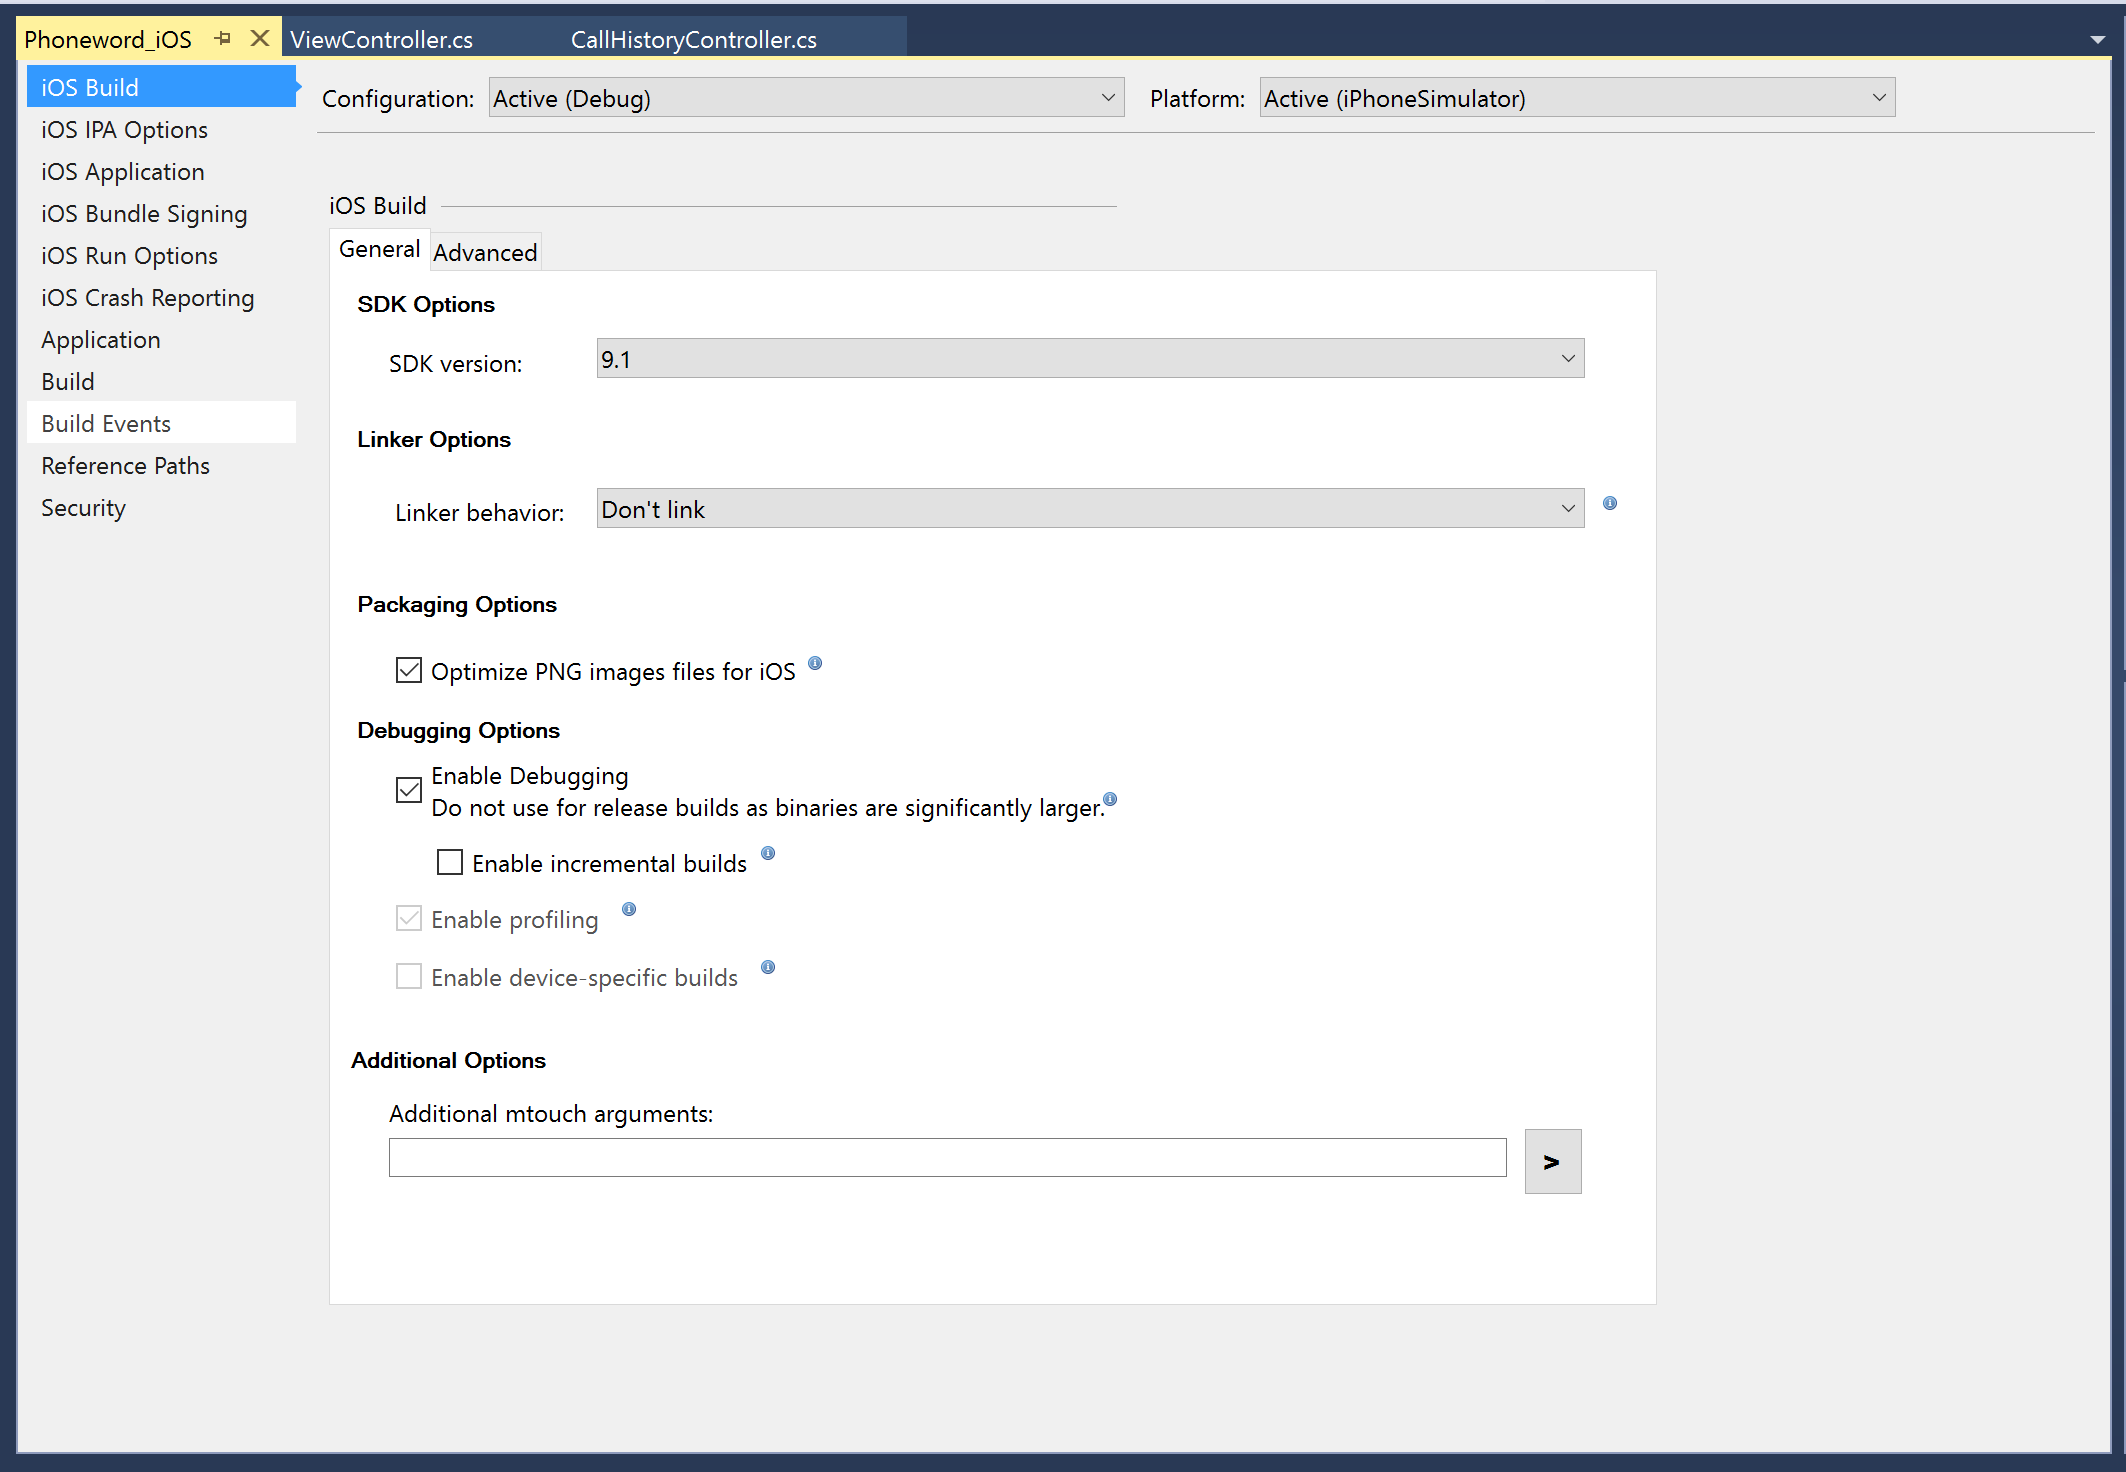 Phoneword_iOS
ViewController.cs
CallHistoryController.cs
iOS Build
iOS IPA Options
iOS Application
iOS Bundle Signing
iOS Run Options
iOS Crash Reporting
Application
Build
Build Events
Reference Paths
Security
Configuration: Active (Debug)
Platform: Active (iPhoneSimulator)
iOS Build
General
Advanced
SDK Options
SDK version: 9.1
Linker Options
Linker behavior: Don't link
Packaging Options
Optimize PNG images files for iOS
Debugging Options
Enable Debugging
Do not use for release builds as binaries are significantly larger.
Enable incremental builds
Enable profiling
Enable device-specific builds
Additional Options
Additional mtouch arguments:
>